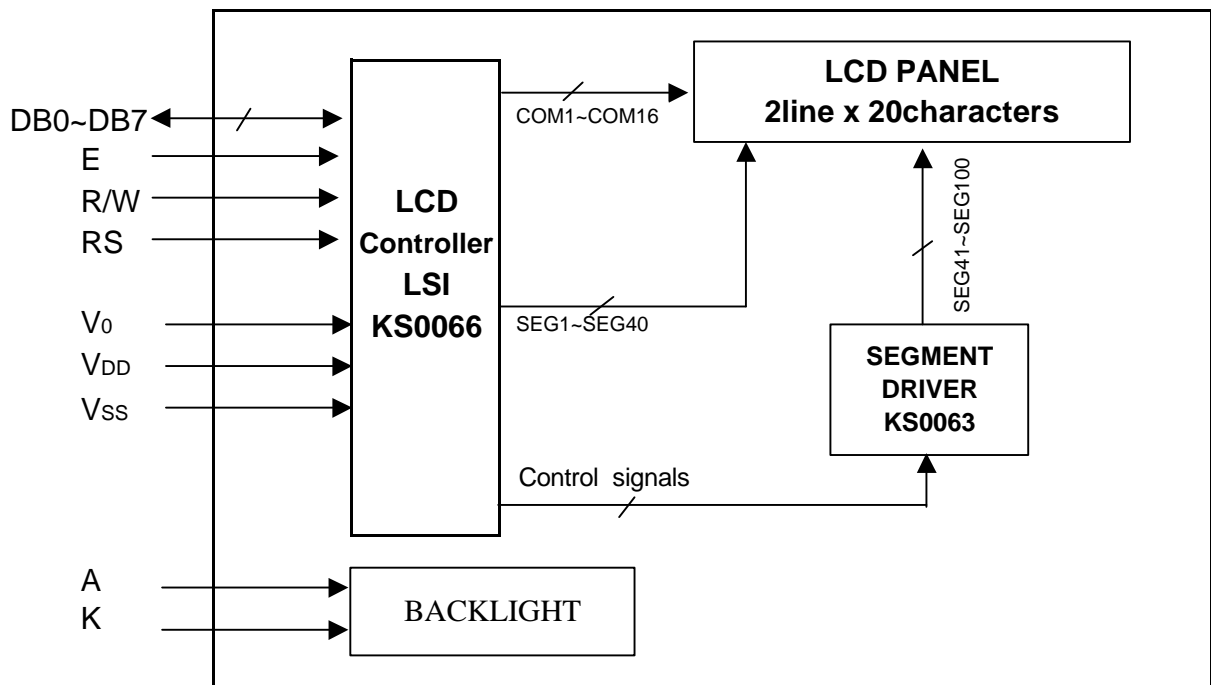 DB0~DB7
E
R/W
RS
V0
VDD
VSS
A
K
LCD
Controller
LSI
KS0066
COM1~COM16
SEG1~SEG40
Control signals
LCD PANEL
2line x 20characters
SEG41~SEG100
SEGMENT
DRIVER
KS0063
BACKLIGHT